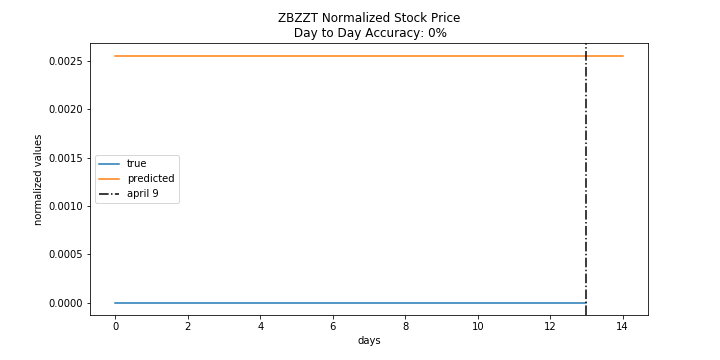 ZBZZT Normalized Stock Price
Day to Day Accuracy: 0%
normalized values
0.0025
0.0020
0.0015
0.0010
0.0005
0.0000
true
predicted
april 9
0 2 4 6 8 10 12 14
days